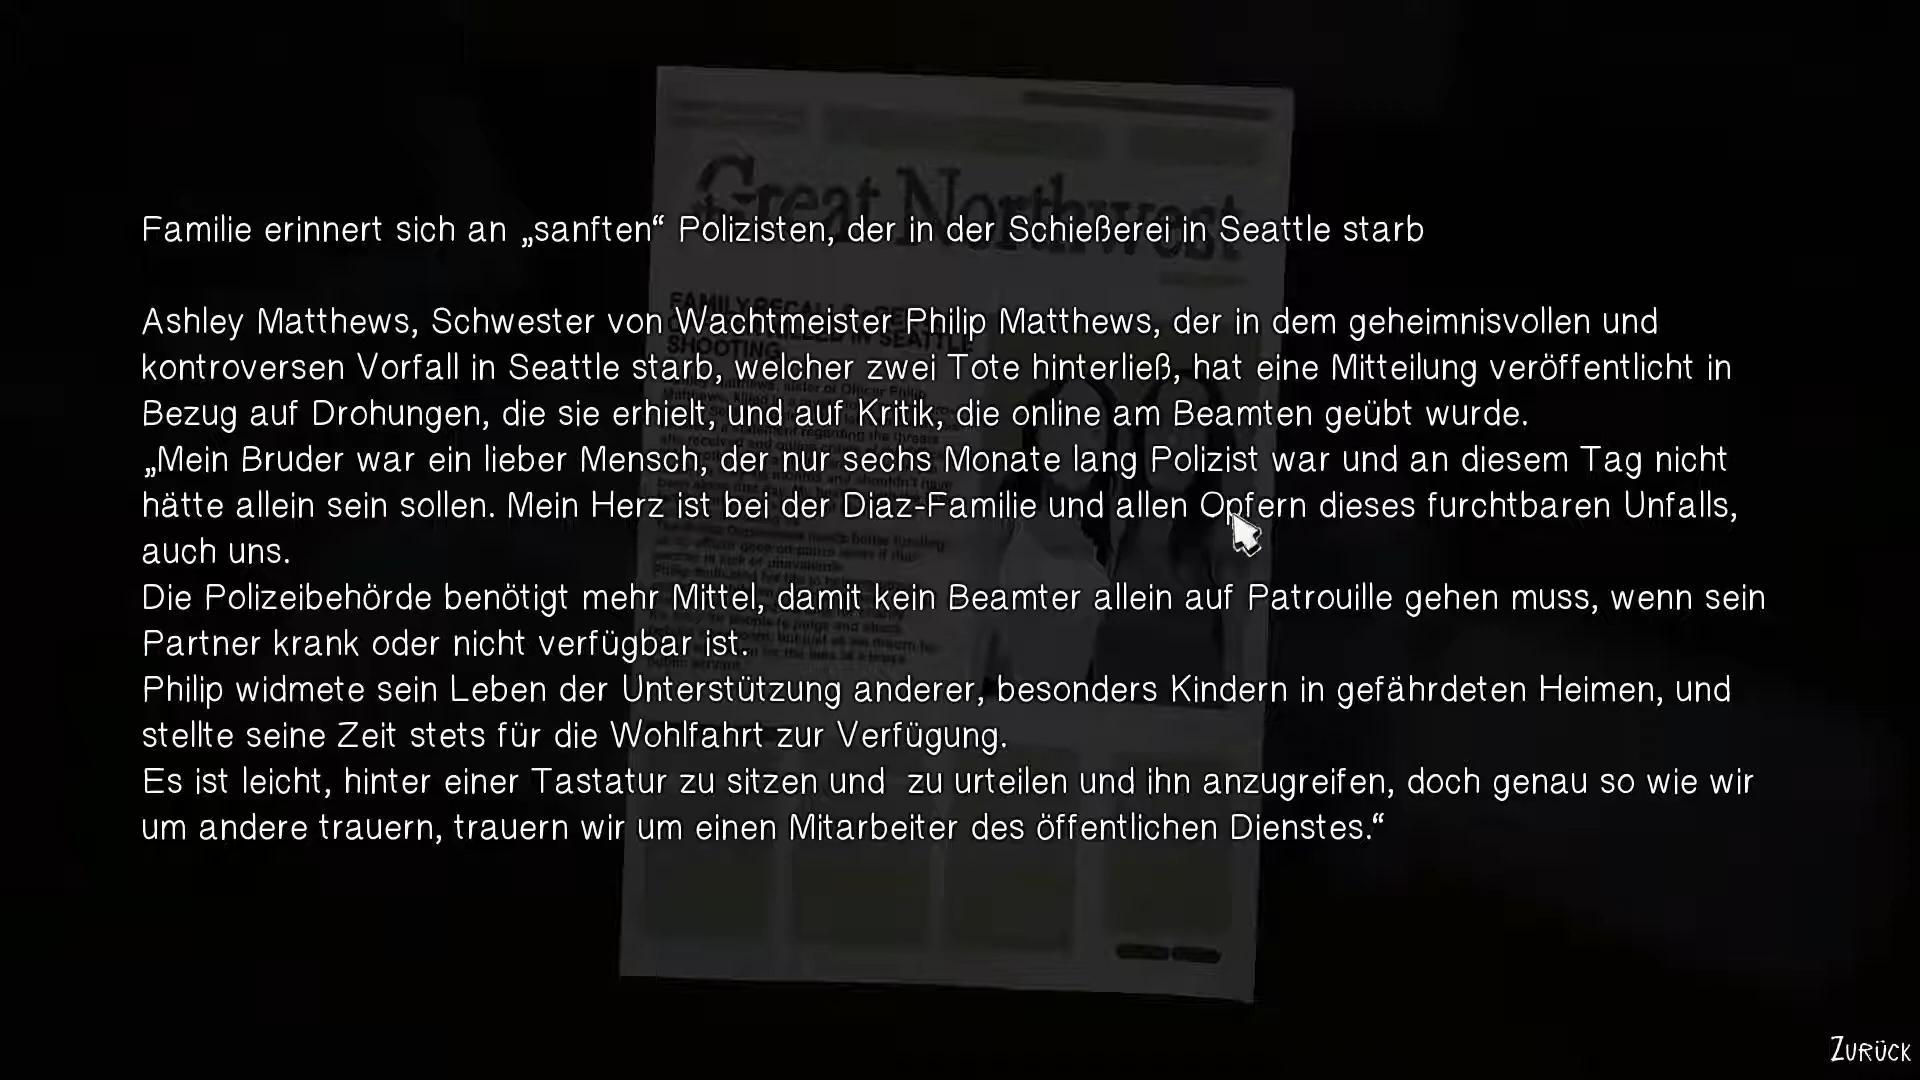 Great Northwest
Familie erinnert sich an „sanften“ Polizisten, der in der Schießerei in Seattle starb
Ashley Matthews, Schwester von Wachtmeister Philip Matthews, der in dem geheimnisvollen und
kontroversen Vorfall in Seattle starb, welcher zwei Tote hinterließ, hat eine Mitteilung veröffentlicht in
Bezug auf Drohungen, die sie erhielt, und auf Kritik, die online am Beamten geübt wurde.
„Mein Bruder war ein lieber Mensch, der nur sechs Monate lang Polizist war und an diesem Tag nicht
hätte allein sein sollen. Mein Herz ist bei der Diaz-Familie und allen Opfern dieses furchtbaren Unfalls,
auch uns.
Die Polizeibehörde benötigt mehr Mittel, damit kein Beamter allein auf Patrouille gehen muss, wenn sein
Partner krank oder nicht verfügbar ist.
Philip widmete sein Leben der Unterstützung anderer, besonders Kindern in gefährdeten Heimen, und
stellte seine Zeit stets für die Wohlfahrt zur Verfügung.
Es ist leicht, hinter einer Tastatur zu sitzen und  zu urteilen und ihn anzugreifen, doch genau so wie wir
um andere trauern, trauern wir um einen Mitarbeiter des öffentlichen Dienstes.“
ZURÜCK